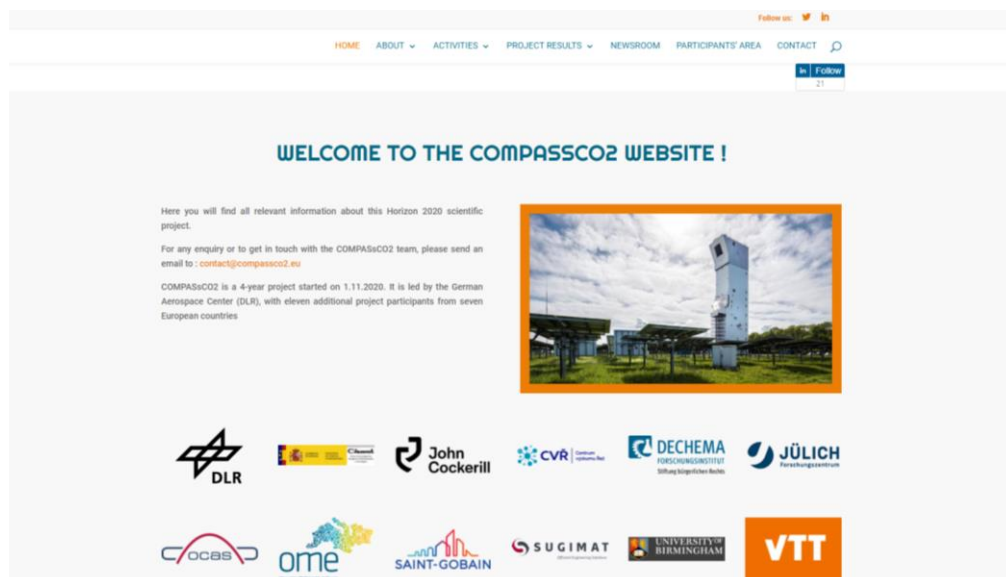 Follow us:
HOME ABOUT ACTIVITIES PROJECT RESULTS NEWSROOM PARTICIPANTS' AREA CONTACT
in Follow
21
WELCOME TO THE COMPASSCO2 WEBSITE !
Here you will find all relevant information about this Horizon 2020 scientific
project.
For any enquiry or to get in touch with the COMPASsCO2 team, please send an
email to : contact@compassco2.eu
COMPASsCO2 is a 4-year project started on 1.11.2020. It is led by the German
Aerospace Center (DLR), with eleven additional project participants from seven
European countries
DLR
John
Cockerill
CVŘ
DECHEMA
FORSCHUNGSINSTITUT
Stiftung bürgerlichen Rechts
JÜLICH
Forschungszentrum
ocas
ome
SAINT-GOBAIN
SUGIMAT
UNIVERSITY OF
BIRMINGHAM
VTT